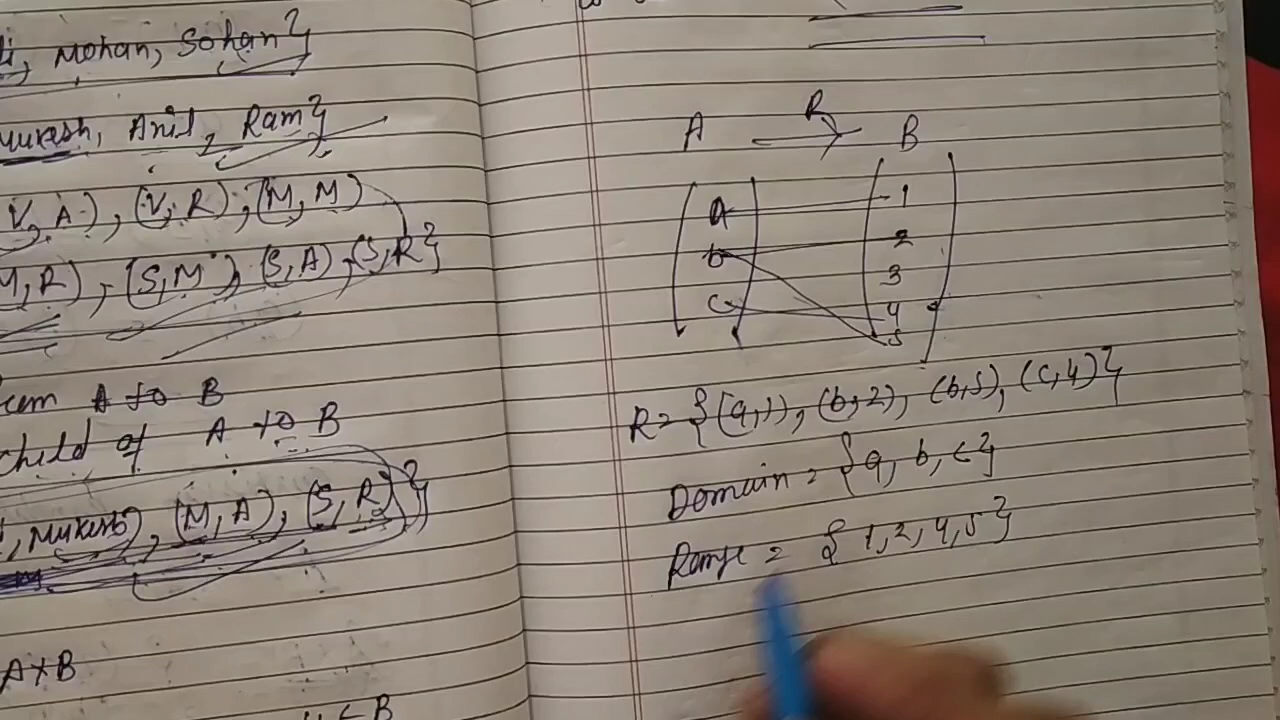 Mohan, Sohan}
Mukesh, Anil, Ram}
V, A), (V, R), (M, M)
M, R), (S, M), (S, A), (S, R}
A to B
child of A to B
, Mukesh), (M, A), (S, R)}
A×B
B
A R B
a 1
b 2
3
c 4
5
R = {(a, 1), (b, 2), (b, 5), (c, 4)}
Domain = {a, b, c}
Range = {1, 2, 4, 5}